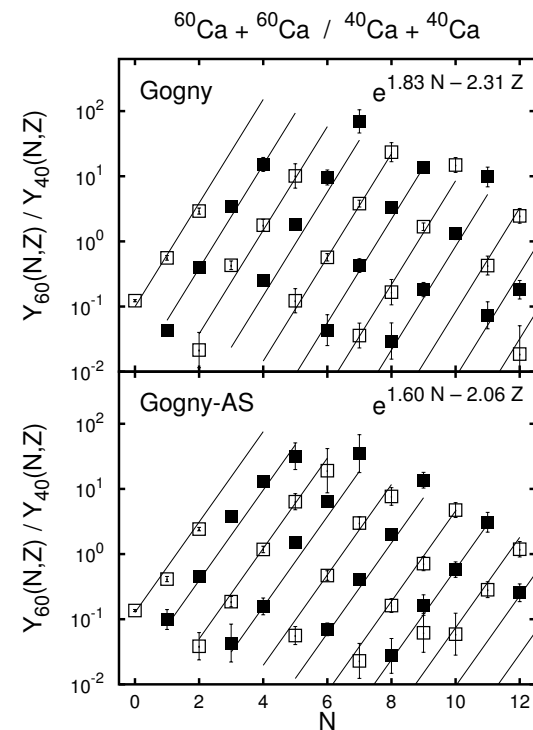 ⁶⁰Ca + ⁶⁰Ca / ⁴⁰Ca + ⁴⁰Ca
Gogny
e^1.83 N – 2.31 Z
Y₆₀(N,Z) / Y₄₀(N,Z)
10²
10¹
10⁰
10⁻¹
10⁻²
Gogny-AS
e^1.60 N – 2.06 Z
Y₆₀(N,Z) / Y₄₀(N,Z)
10²
10¹
10⁰
10⁻¹
10⁻²
0 2 4 6 8 10 12
N